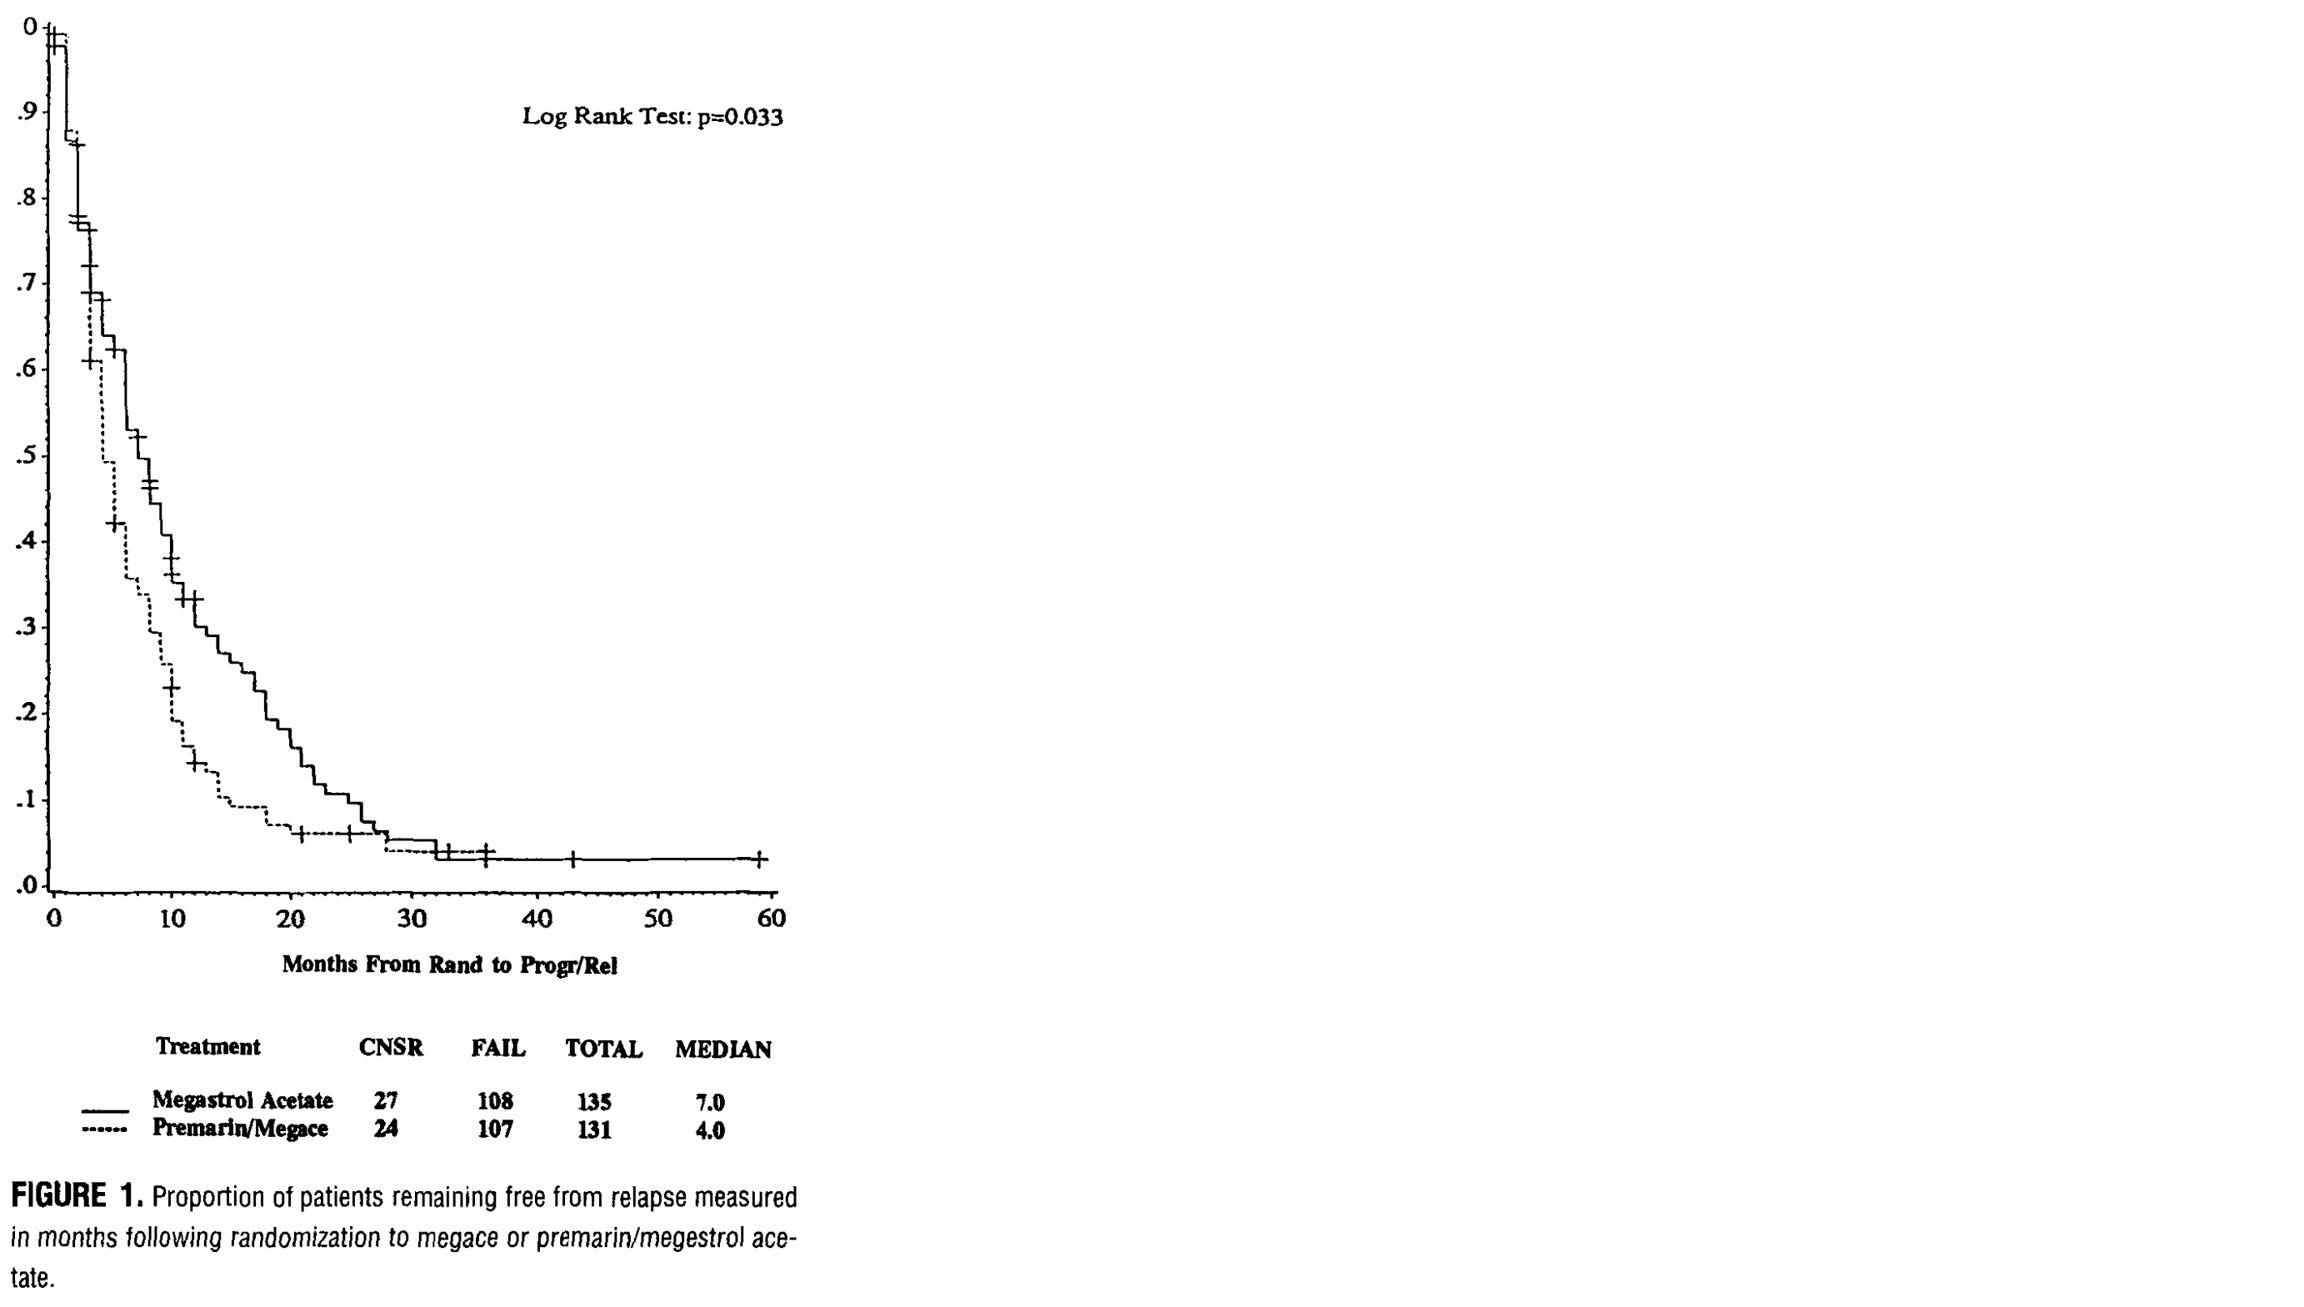 0
.9
Log Rank Test: p=0.033
.8
.7
.6
.5
.4
.3
.2
.1
.0
0 10 20 30 40 50 60
Months From Rand to Progr/Rel
Treatment CNSR FAIL TOTAL MEDIAN
Megastrol Acetate 27 108 135 7.0
Premarin/Megace 24 107 131 4.0
FIGURE 1. Proportion of patients remaining free from relapse measured
in months following randomization to megace or premarin/megestrol ace-
tate.